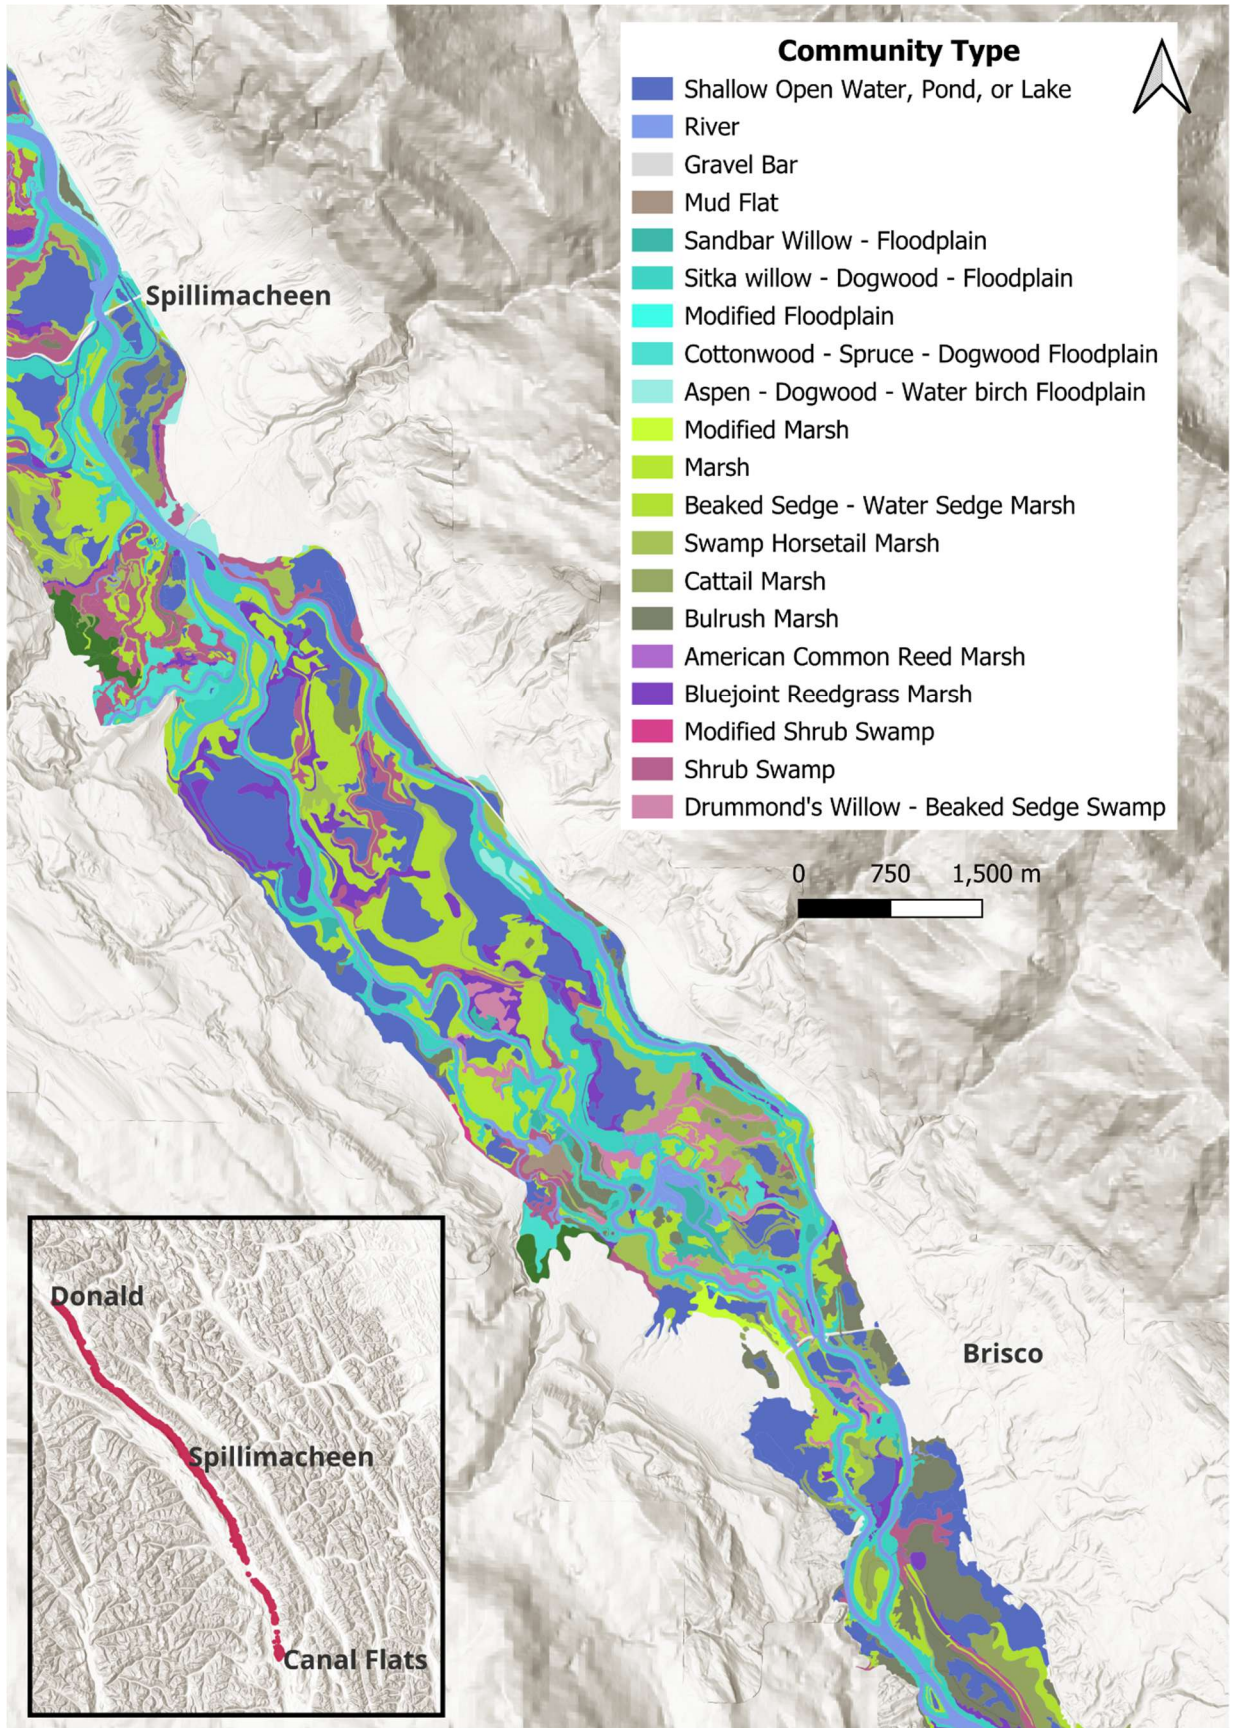 Community Type
Shallow Open Water, Pond, or Lake
River
Gravel Bar
Mud Flat
Sandbar Willow - Floodplain
Sitka willow - Dogwood - Floodplain
Modified Floodplain
Cottonwood - Spruce - Dogwood Floodplain
Aspen - Dogwood - Water birch Floodplain
Modified Marsh
Marsh
Beaked Sedge - Water Sedge Marsh
Swamp Horsetail Marsh
Cattail Marsh
Bulrush Marsh
American Common Reed Marsh
Bluejoint Reedgrass Marsh
Modified Shrub Swamp
Shrub Swamp
Drummond's Willow - Beaked Sedge Swamp
Spillimacheen
0 750 1,500 m
Brisco
Donald
Spillimacheen
Canal Flats